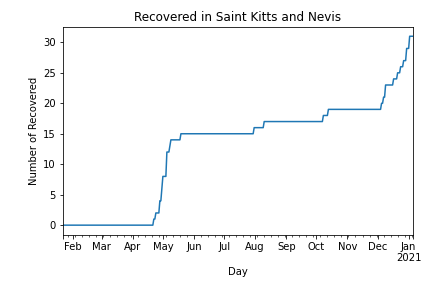 Recovered in Saint Kitts and Nevis
Number of Recovered
30
25
20
15
10
5
0
Feb Mar Apr May Jun Jul Aug Sep Oct Nov Dec Jan
2021
Day